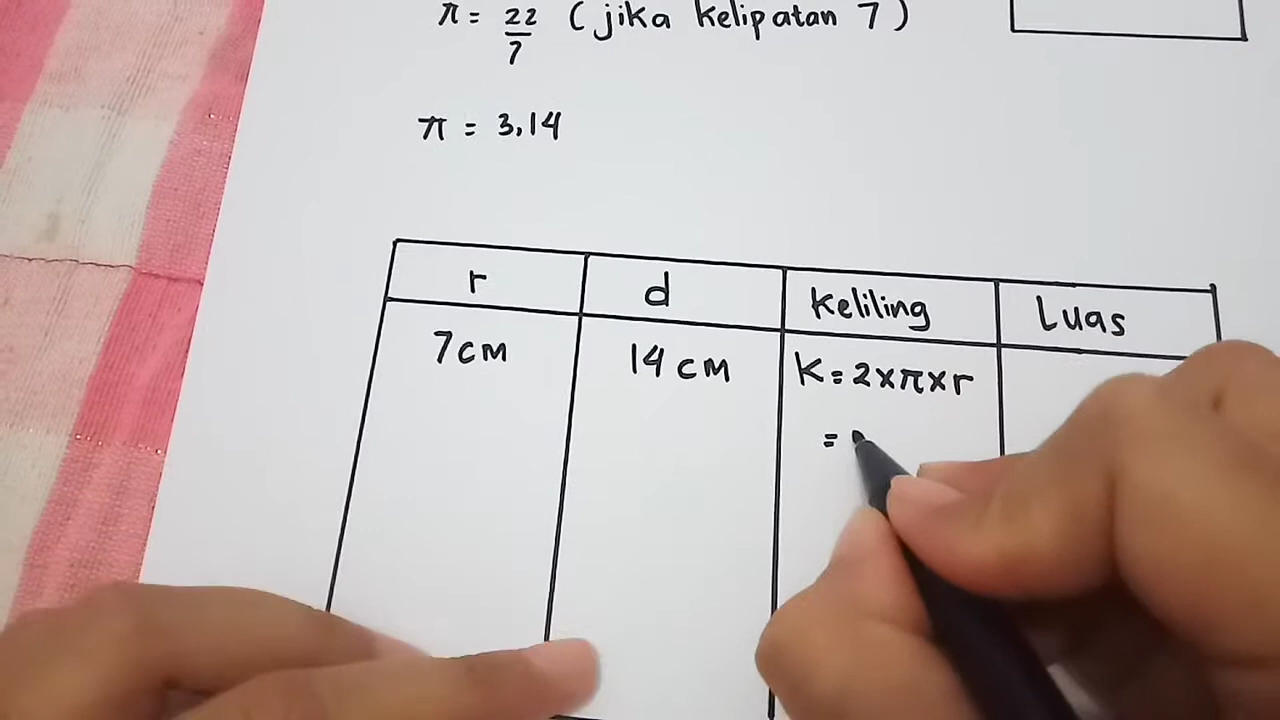 π = 22/7 (jika kelipatan 7)
π = 3,14
r d Keliling Luas
7 cm 14 cm K = 2 x π x r
=